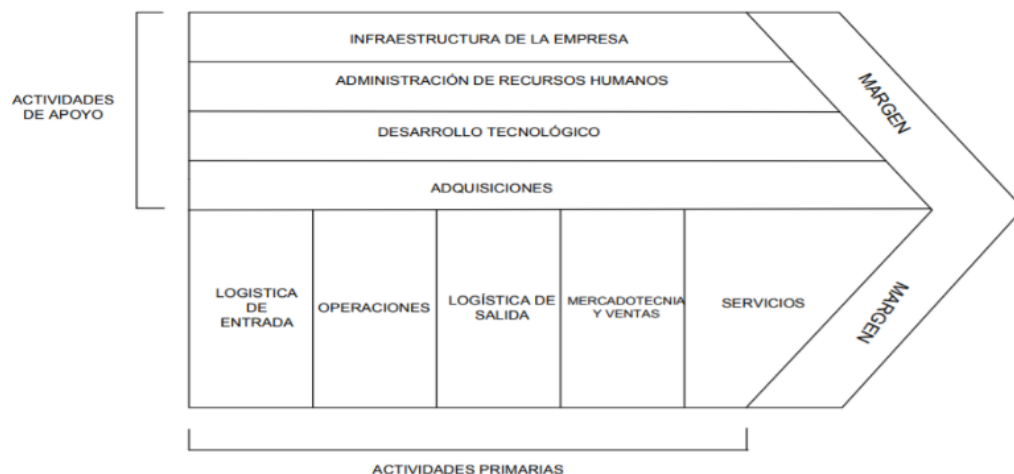 INFRAESTRUCTURA DE LA EMPRESA
ADMINISTRACIÓN DE RECURSOS HUMANOS
ACTIVIDADES
DE APOYO
DESARROLLO TECNOLÓGICO
ADQUISICIONES
MARGEN
LOGISTICA
DE
ENTRADA
OPERACIONES
LOGÍSTICA DE
SALIDA
MERCADOTECNIA
Y VENTAS
SERVICIOS
MARGEN
ACTIVIDADES PRIMARIAS